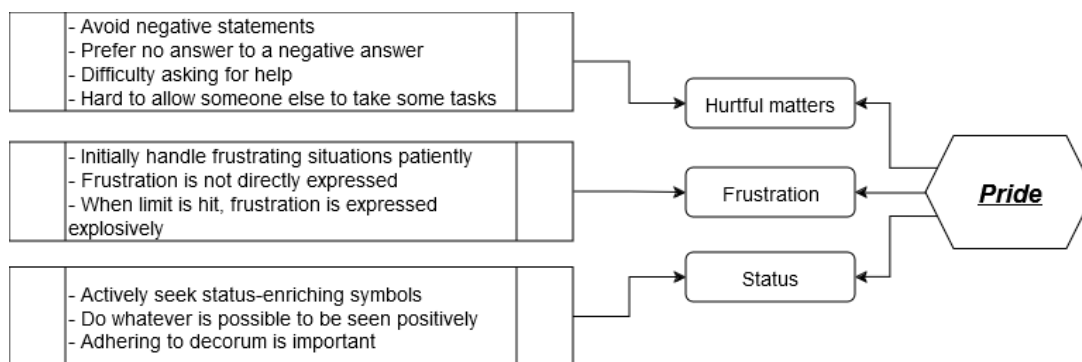 - Avoid negative statements
- Prefer no answer to a negative answer
- Difficulty asking for help
- Hard to allow someone else to take some tasks
Hurtful matters
- Initially handle frustrating situations patiently
- Frustration is not directly expressed
- When limit is hit, frustration is expressed
explosively
Frustration
Pride
- Actively seek status-enriching symbols
- Do whatever is possible to be seen positively
- Adhering to decorum is important
Status